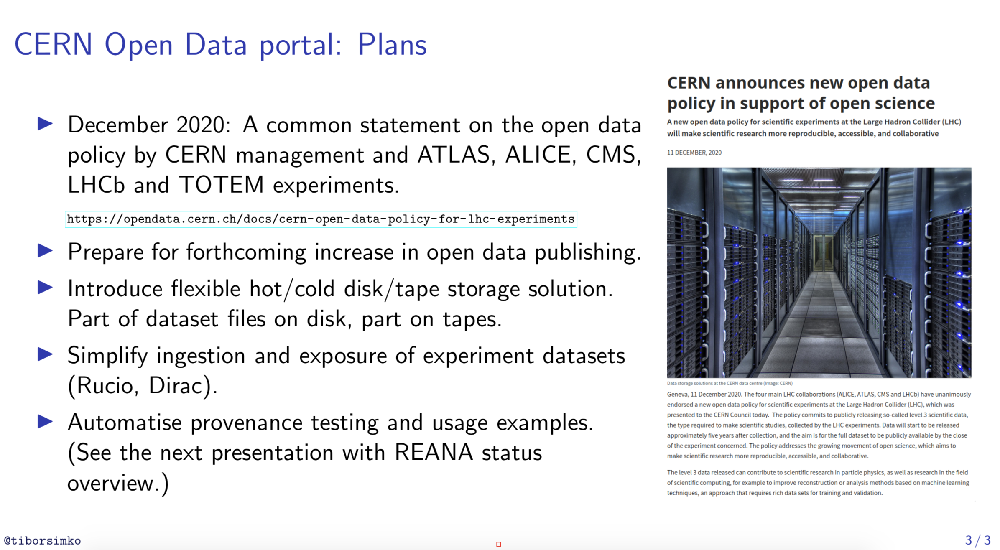 CERN Open Data portal: Plans
▶ December 2020: A common statement on the open data
policy by CERN management and ATLAS, ALICE, CMS,
LHCb and TOTEM experiments.
https://opendata.cern.ch/docs/cern-open-data-policy-for-lhc-experiments
▶ Prepare for forthcoming increase in open data publishing.
▶ Introduce flexible hot/cold disk/tape storage solution.
Part of dataset files on disk, part on tapes.
▶ Simplify ingestion and exposure of experiment datasets
(Rucio, Dirac).
▶ Automatise provenance testing and usage examples.
(See the next presentation with REANA status
overview.)
CERN announces new open data
policy in support of open science
A new open data policy for scientific experiments at the Large Hadron Collider (LHC)
will make scientific research more reproducible, accessible, and collaborative
11 DECEMBER, 2020
Data storage solutions at the CERN data centre (Image: CERN)
Geneva, 11 December 2020. The four main LHC collaborations (ALICE, ATLAS, CMS and LHCb) have unanimously
endorsed a new open data policy for scientific experiments at the Large Hadron Collider (LHC), which was
presented to the CERN Council today. The policy commits to publicly releasing so-called level 3 scientific data,
the type required to make scientific studies, collected by the LHC experiments. Data will start to be released
approximately five years after collection, and the aim is for the full dataset to be publicly available by the close
of the experiment concerned. The policy addresses the growing movement of open science, which aims to
make scientific research more reproducible, accessible, and collaborative.
The level 3 data released can contribute to scientific research in particle physics, as well as research in the field
of scientific computing, for example to improve reconstruction or analysis methods based on machine learning
techniques, an approach that requires rich data sets for training and validation.
@tiborsimko
3 / 3